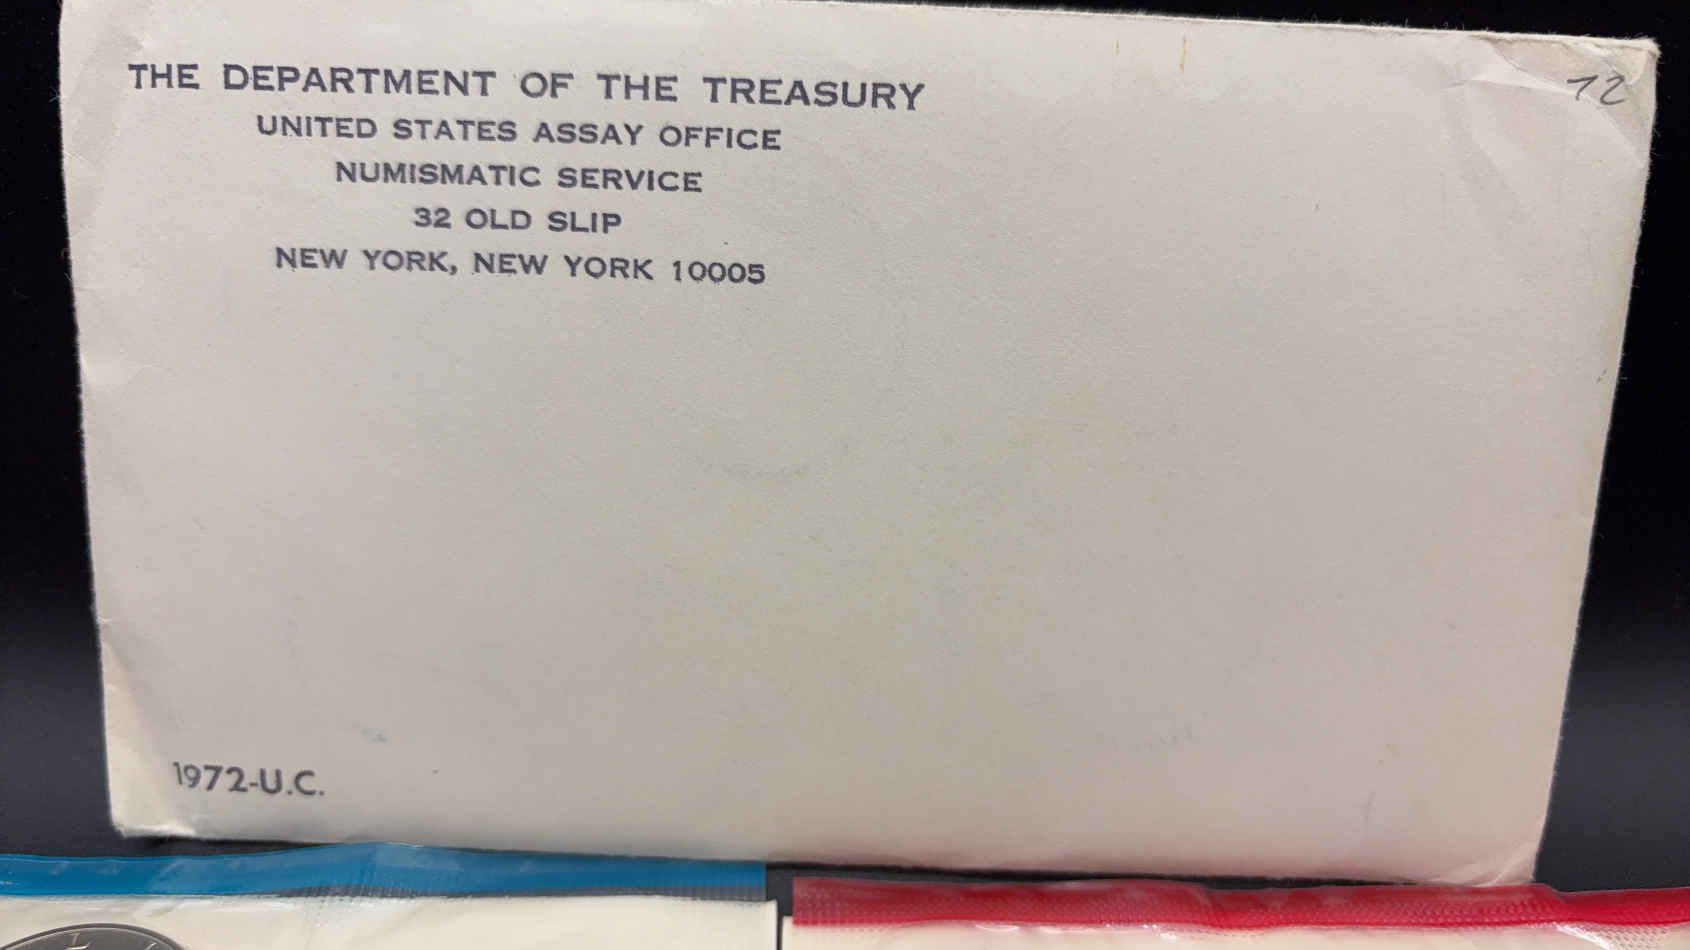 THE DEPARTMENT OF THE TREASURY
UNITED STATES ASSAY OFFICE
NUMISMATIC SERVICE
32 OLD SLIP
NEW YORK, NEW YORK 10005
72
1972-U.C.